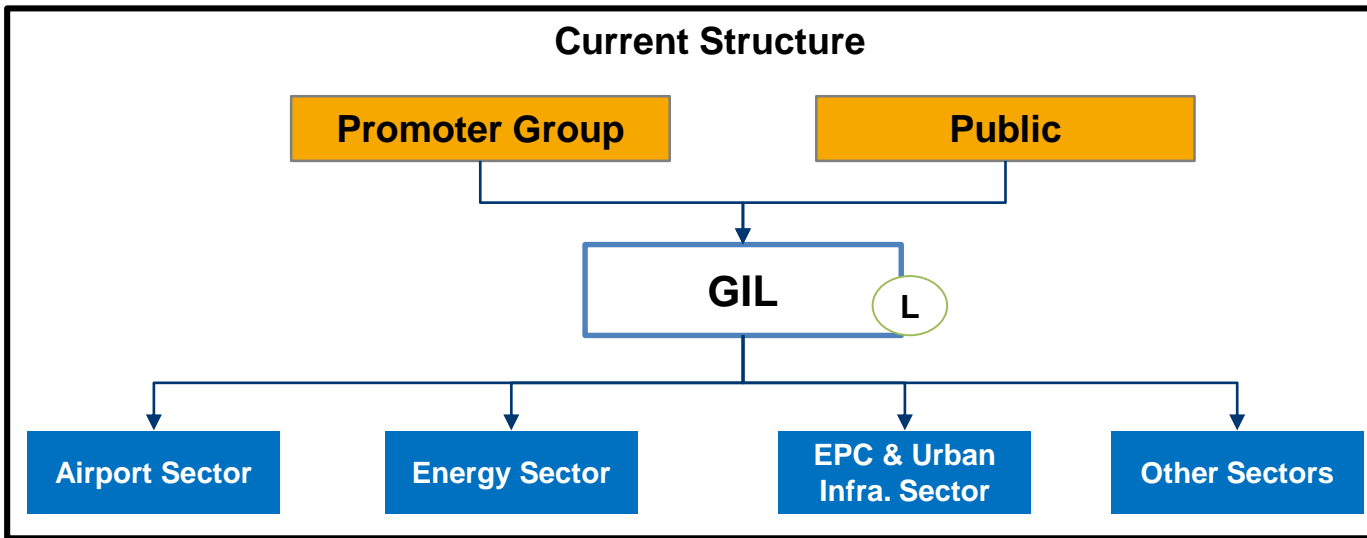 Current Structure
Promoter Group
Public
GIL
L
Airport Sector
Energy Sector
EPC & Urban
Infra. Sector
Other Sectors